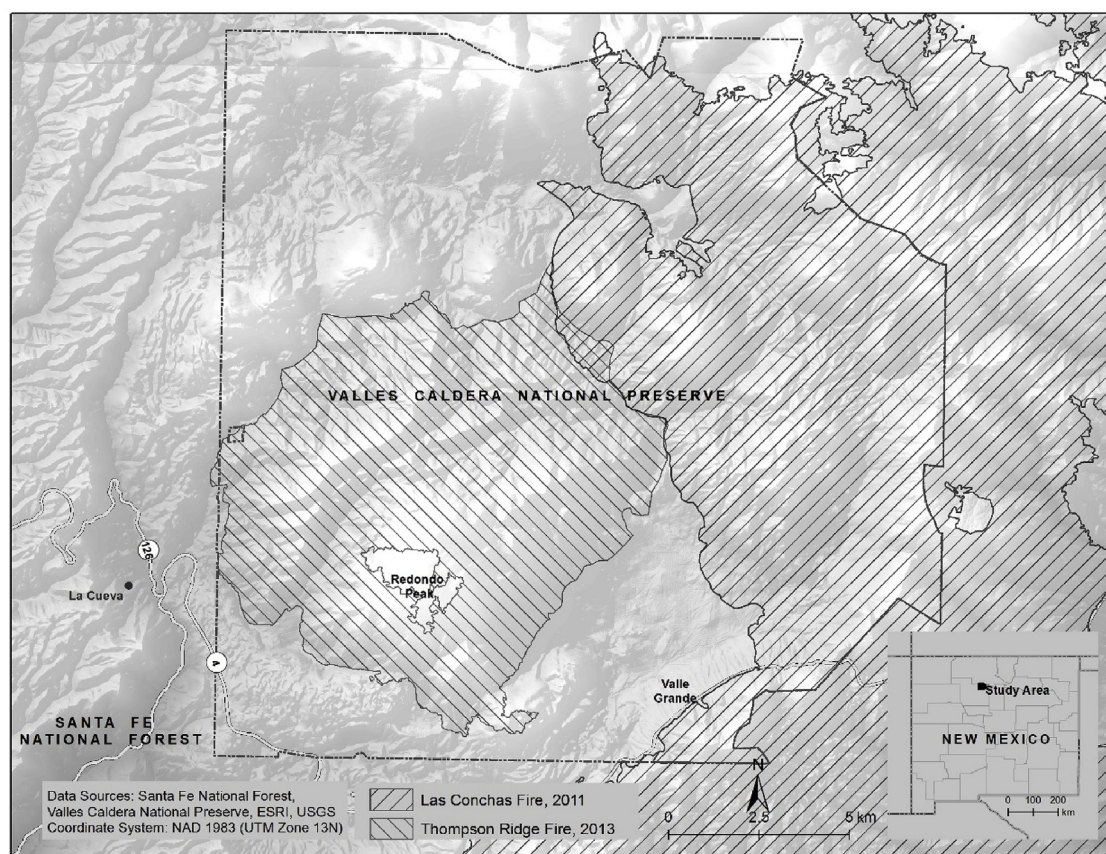 VALLES CALDERA NATIONAL PRESERVE
126
La Cueva
Redondo
Peak
4
Valle
Grande
SANTA FE
NATIONAL FOREST
Study Area
NEW MEXICO
0 100 200
km
N
0 2.5 5 km
Data Sources: Santa Fe National Forest,
Valles Caldera National Preserve, ESRI, USGS
Coordinate System: NAD 1983 (UTM Zone 13N)
Las Conchas Fire, 2011
Thompson Ridge Fire, 2013